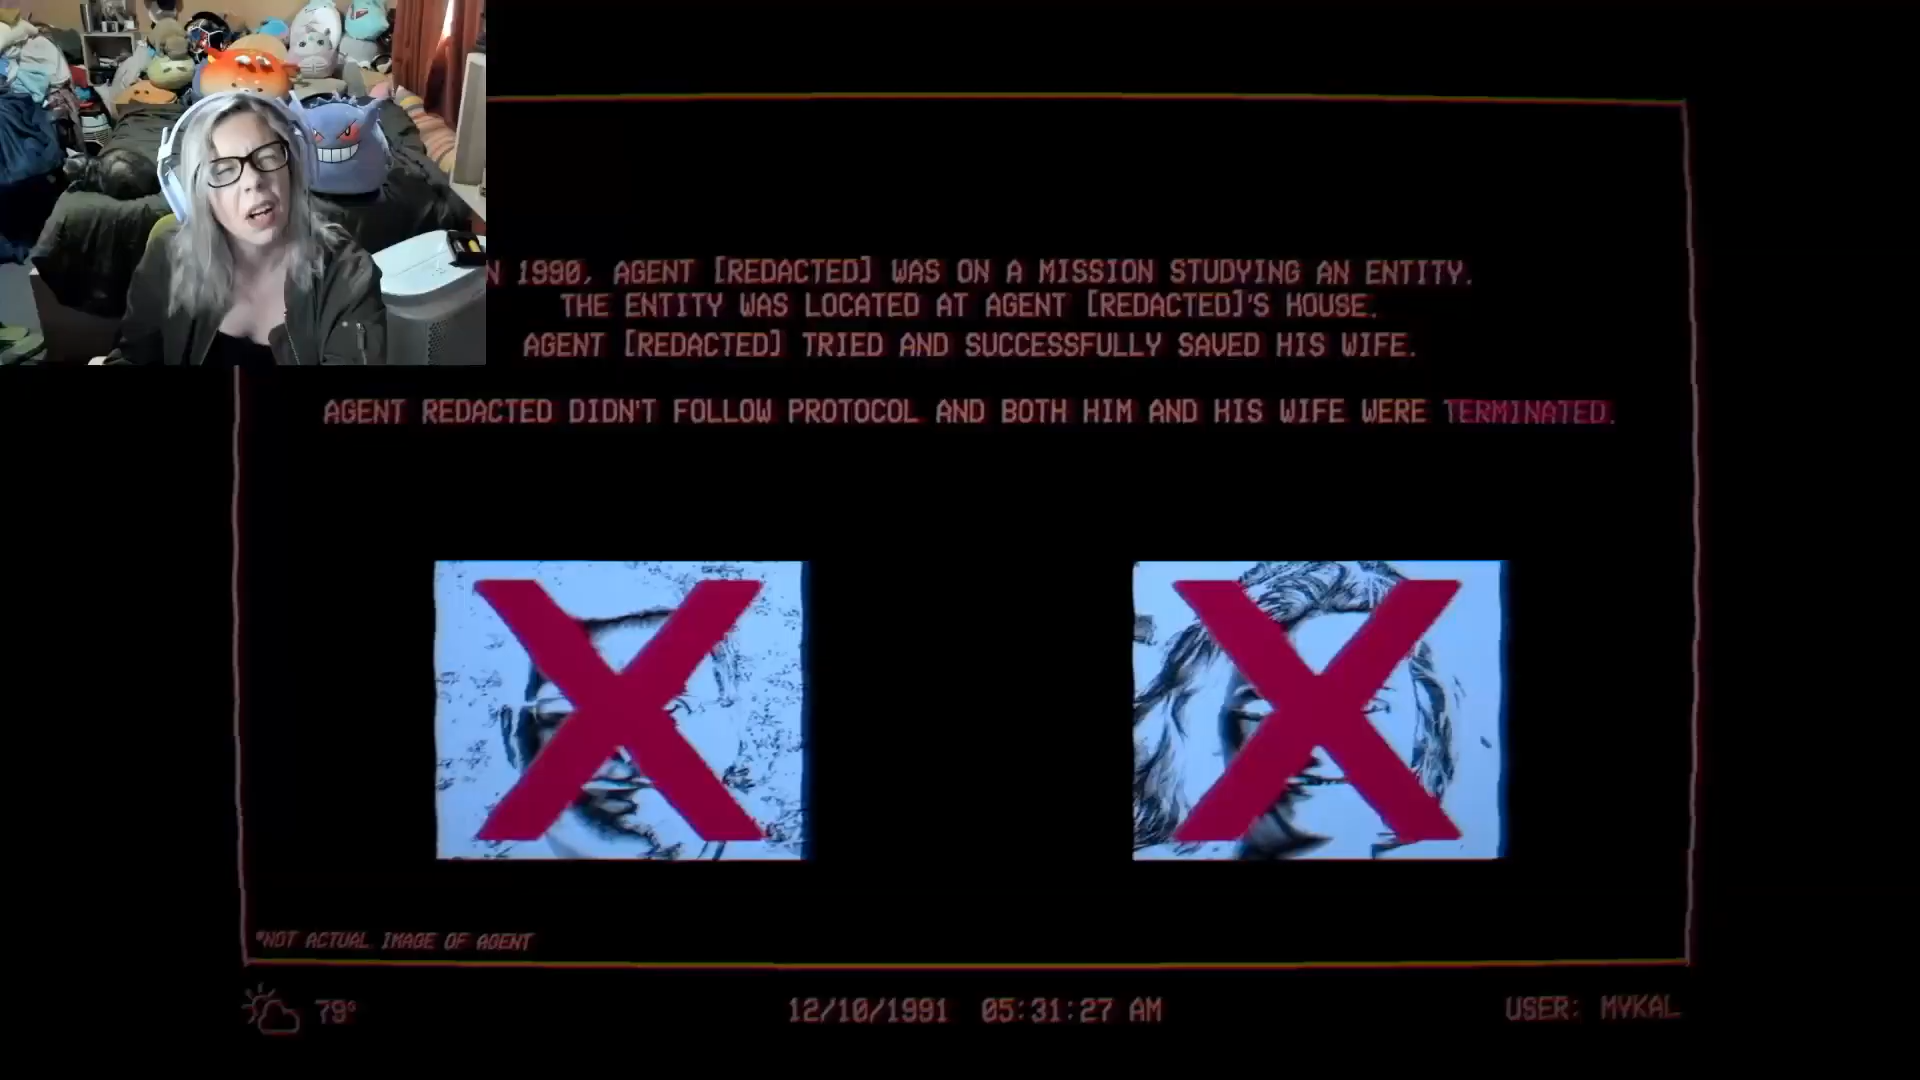 N 1990, AGENT [REDACTED] WAS ON A MISSION STUDYING AN ENTITY.
THE ENTITY WAS LOCATED AT AGENT [REDACTED]'S HOUSE.
AGENT [REDACTED] TRIED AND SUCCESSFULLY SAVED HIS WIFE.
AGENT REDACTED DIDN'T FOLLOW PROTOCOL AND BOTH HIM AND HIS WIFE WERE TERMINATED.
*NOT ACTUAL IMAGE OF AGENT
79°
12/10/1991 05:31:27 AM
USER: MYKAL